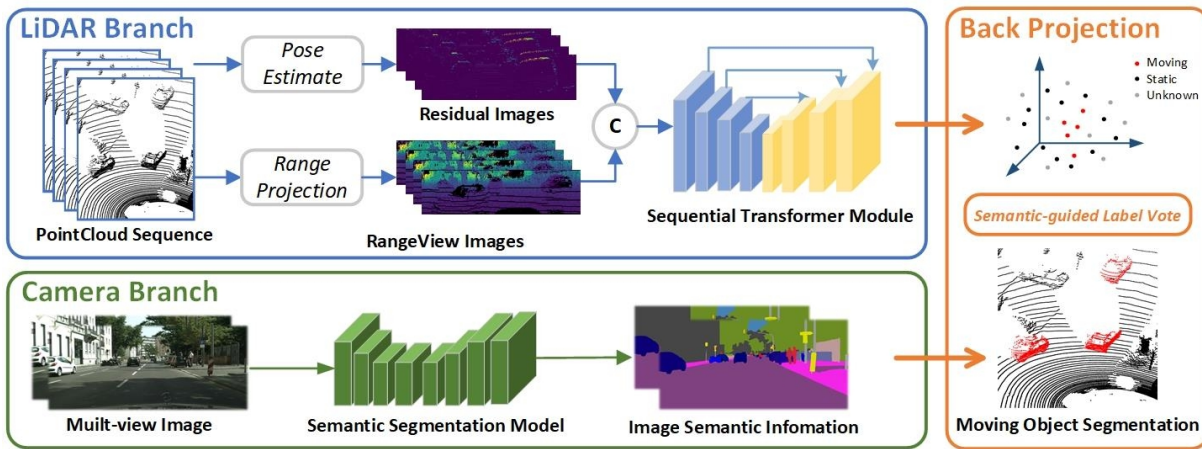 LiDAR Branch
Pose
Estimate
Residual Images
Range
Projection
PointCloud Sequence
RangeView Images
C
Sequential Transformer Module
Camera Branch
Muilt-view Image
Semantic Segmentation Model
Image Semantic Infomation
Back Projection
Moving
Static
Unknown
Semantic-guided Label Vote
Moving Object Segmentation